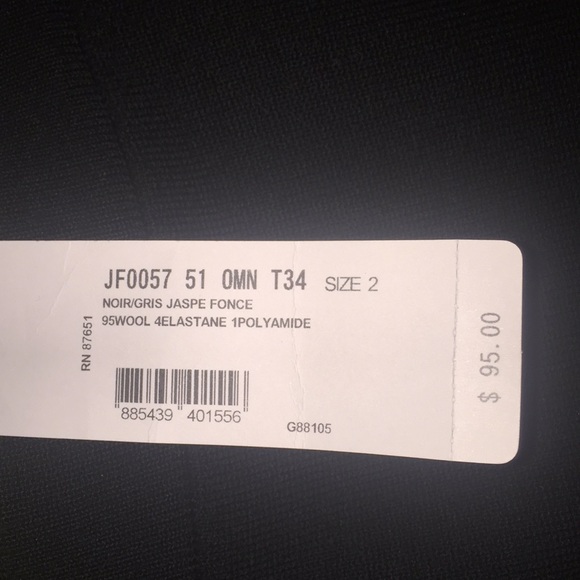 JF0057 51 0MN T34 SIZE 2
NOIR/GRIS JASPE FONCE
95WOOL 4ELASTANE 1POLYAMIDE
RN 87651
885439 401556
G88105
$ 95.00